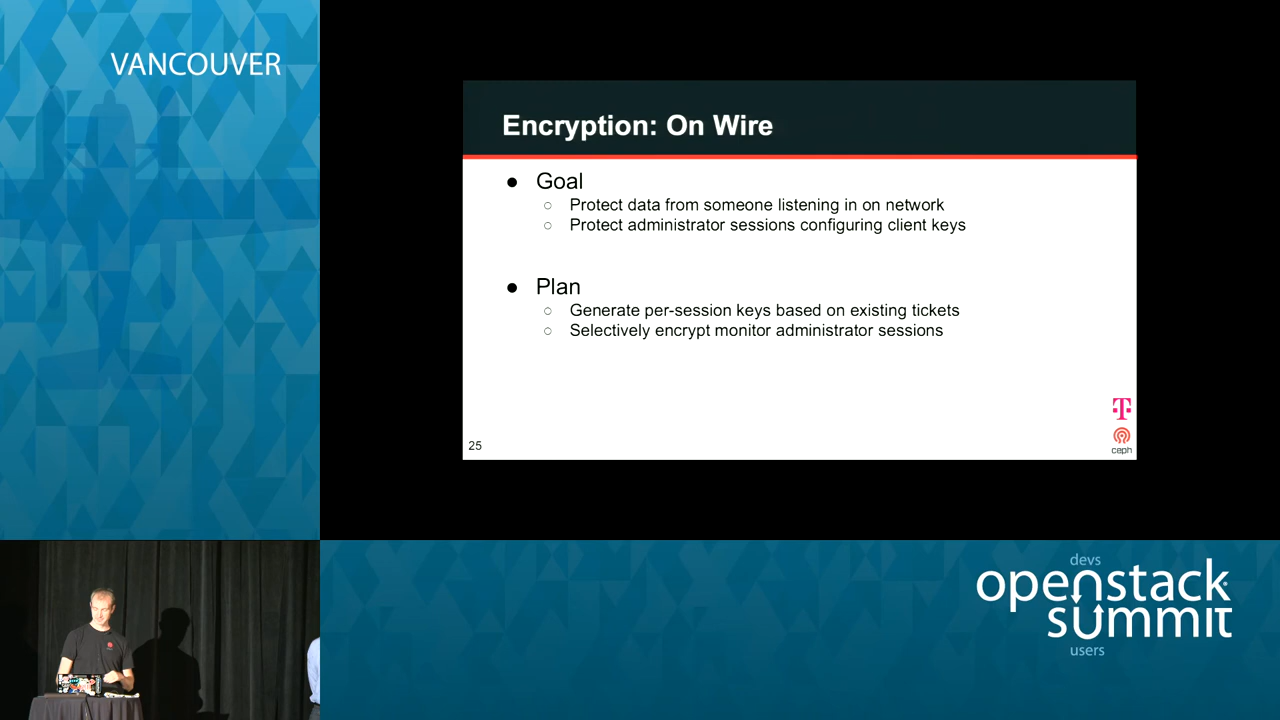 VANCOUVER
Encryption: On Wire
● Goal
○ Protect data from someone listening in on network
○ Protect administrator sessions configuring client keys
● Plan
○ Generate per-session keys based on existing tickets
○ Selectively encrypt monitor administrator sessions
T
ceph
25
devs
openstack
summit
users